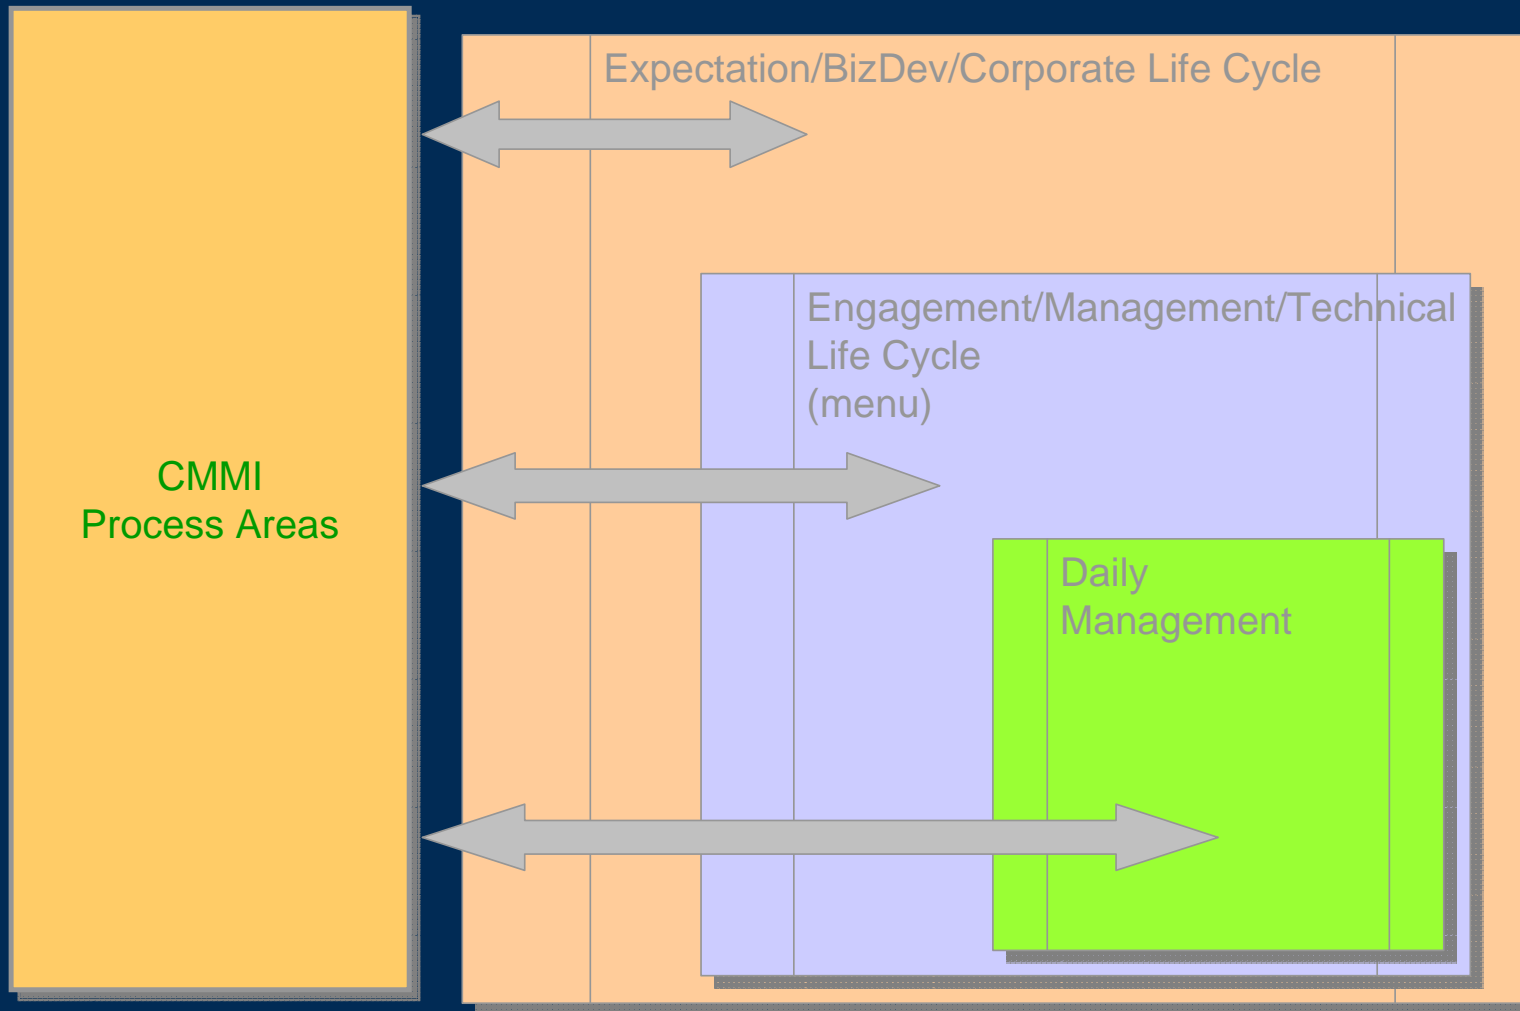 Expectation/BizDev/Corporate Life Cycle
Engagement/Management/Technical
Life Cycle
(menu)
CMMI
Process Areas
Daily
Management